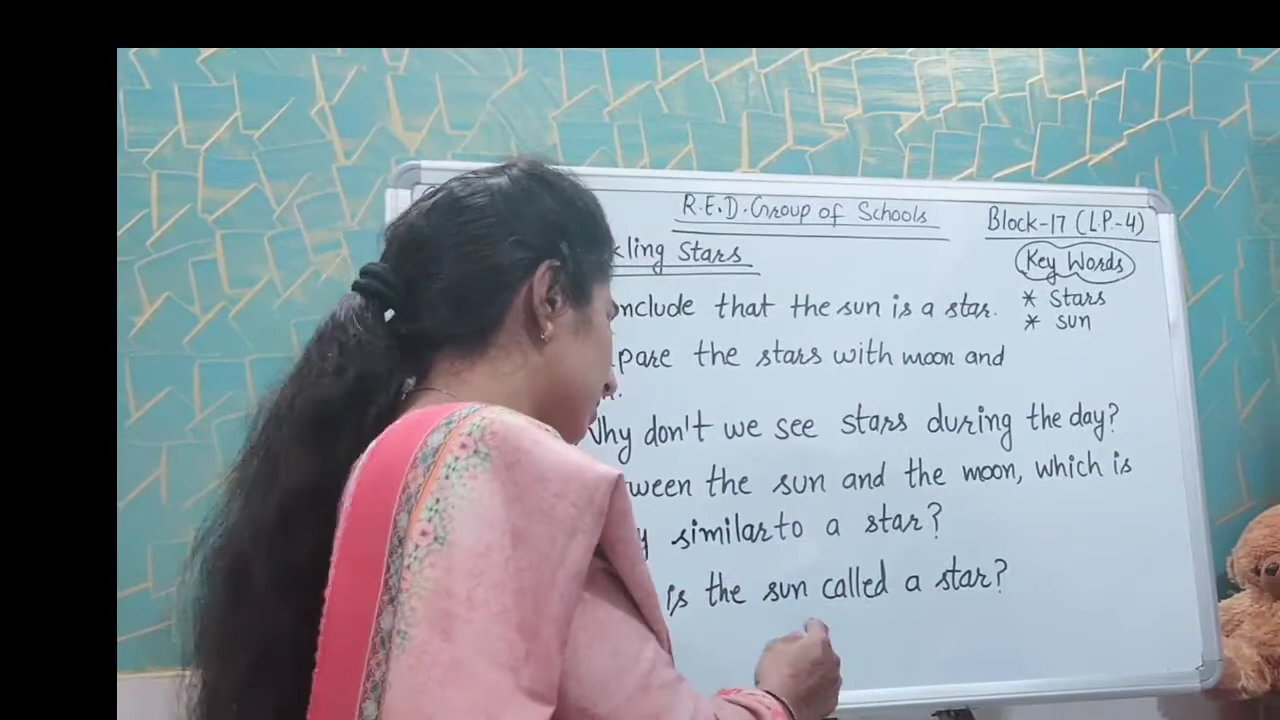 R.E.D. Group of Schools
Block-17 (L.P-4)
kling Stars
Key Words
* Stars
* sun
nclude that the sun is a star.
pare the stars with moon and
Why don't we see stars during the day?
ween the sun and the moon, which is
y similar to a star?
is the sun called a star?